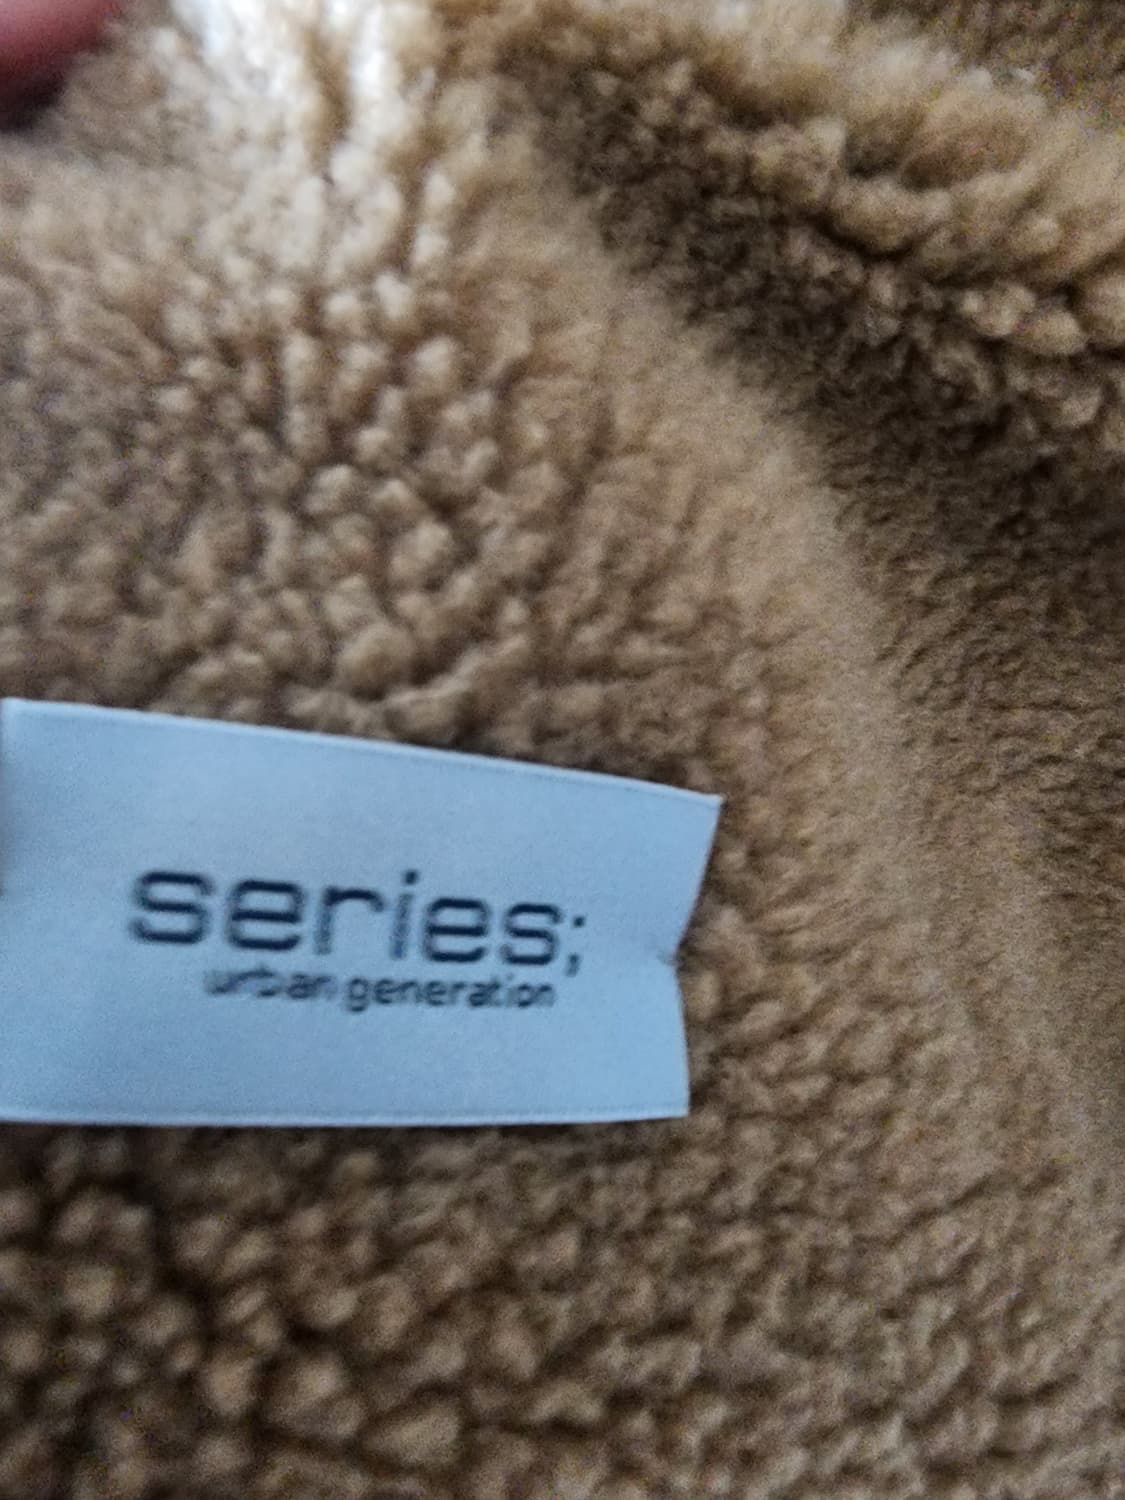 series;
urban generation